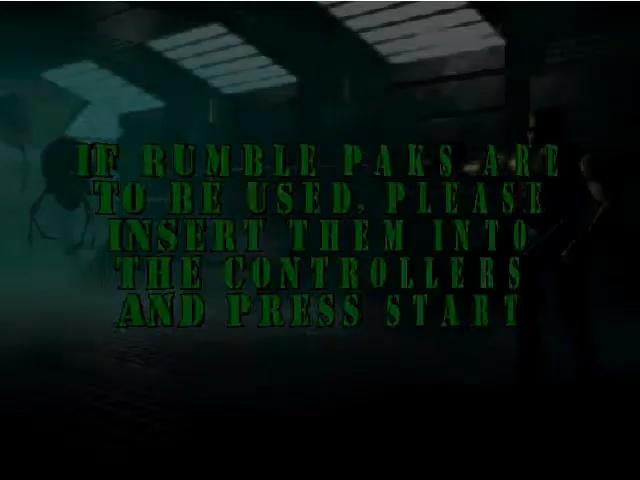 IF RUMBLE PAKS ARE
TO BE USED, PLEASE
INSERT THEM INTO
THE CONTROLLERS
AND PRESS START